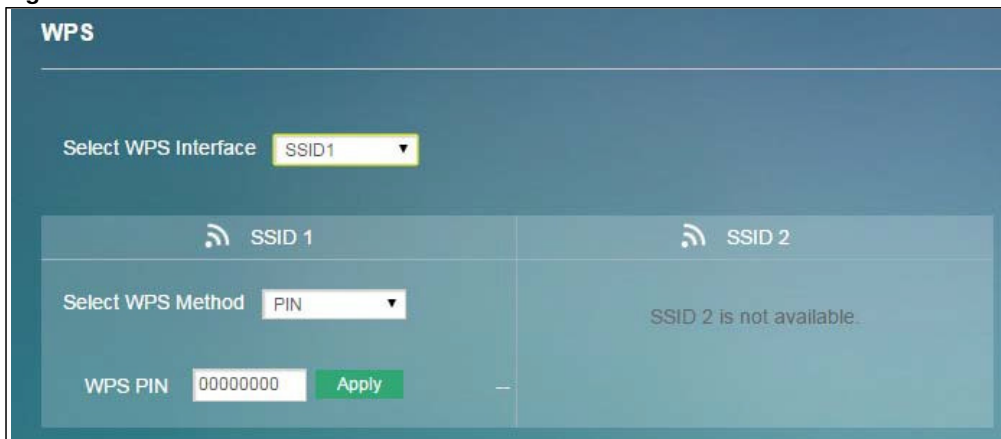 WPS
Select WPS Interface SSID1
SSID 1
SSID 2
Select WPS Method PIN
SSID 2 is not available.
WPS PIN 00000000 Apply --